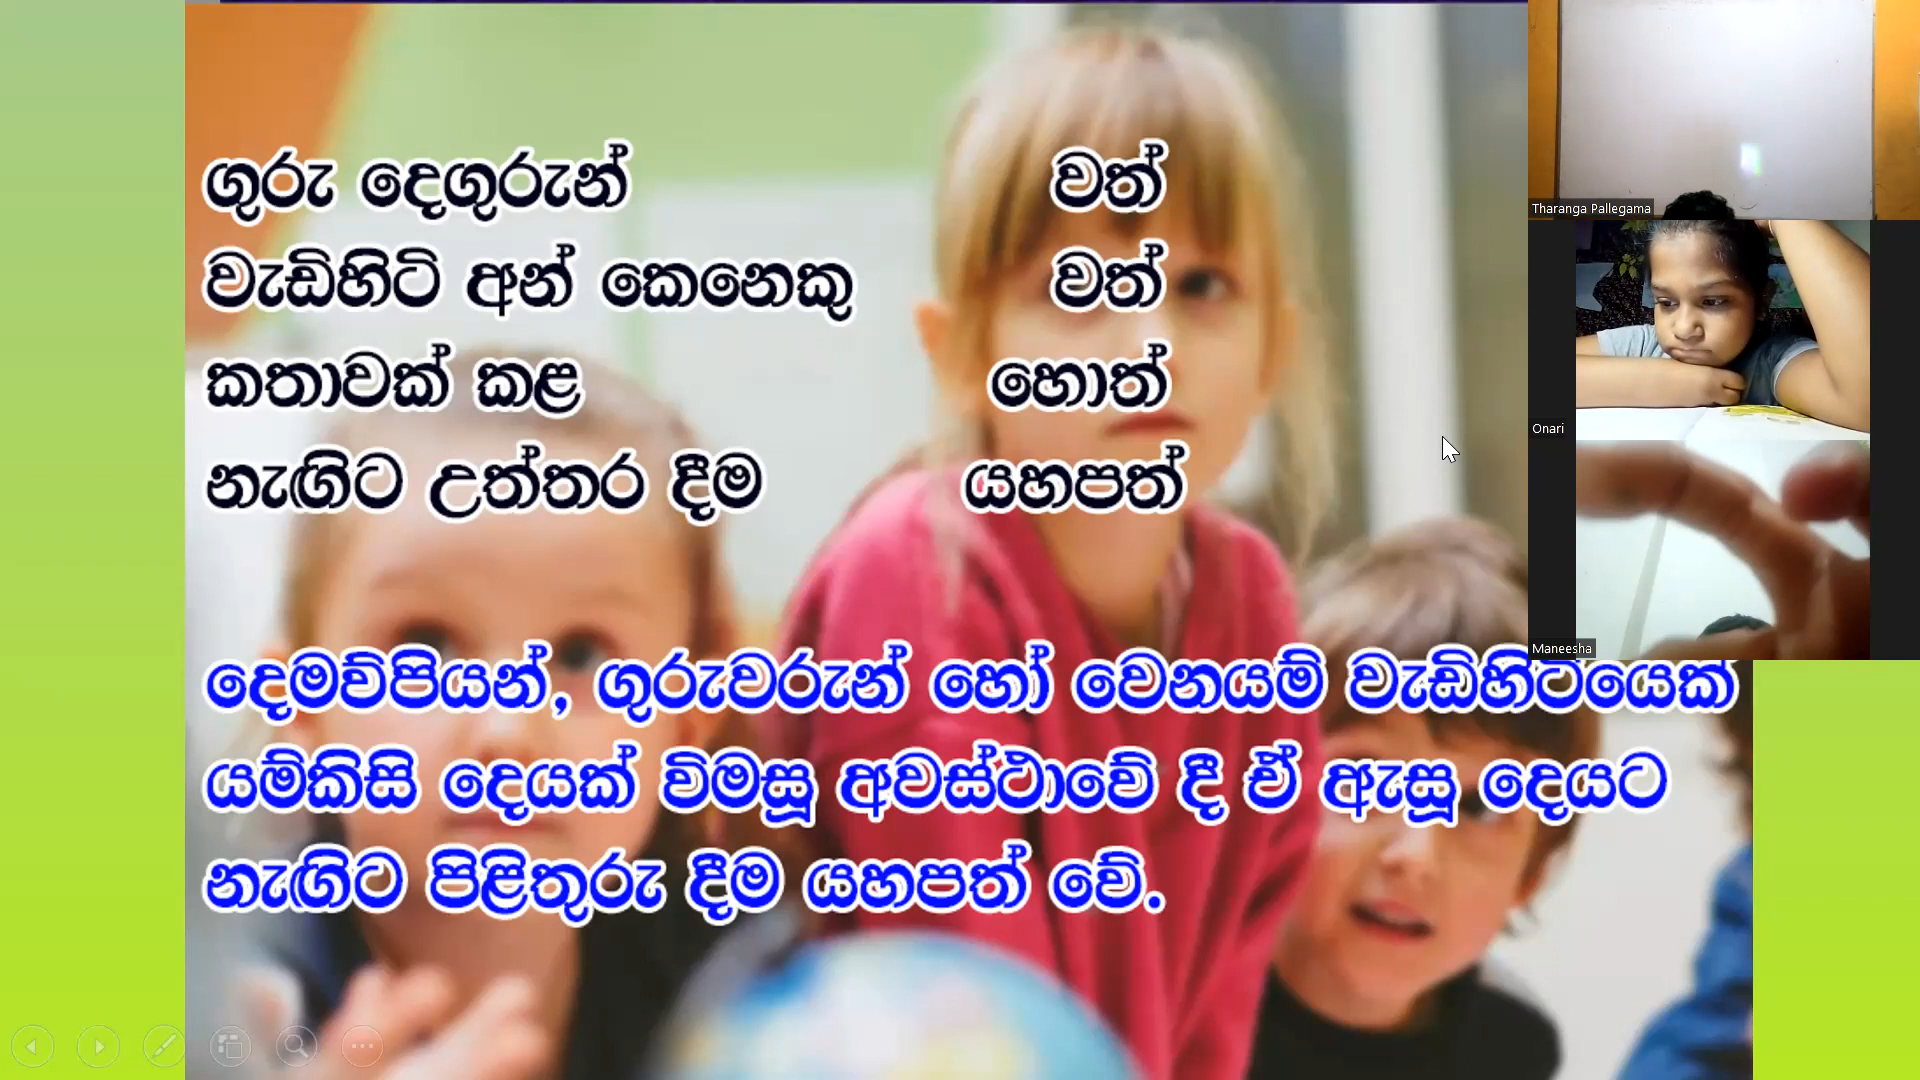 ගුරු දෙගුරුන් වත්
වැඩිහිටි අන් කෙනෙකු වත්
කතාවක් කළ හොත්
නැඟිට උත්තර දීම යහපත්
දෙමව්පියන්, ගුරුවරුන් හෝ වෙනයම් වැඩිහිටියෙක්
යම්කිසි දෙයක් විමසූ අවස්ථාවේ දී ඒ ඇසූ දෙයට
නැඟිට පිළිතුරු දීම යහපත් වේ.
Tharanga Pallegama
Onari
Maneesha